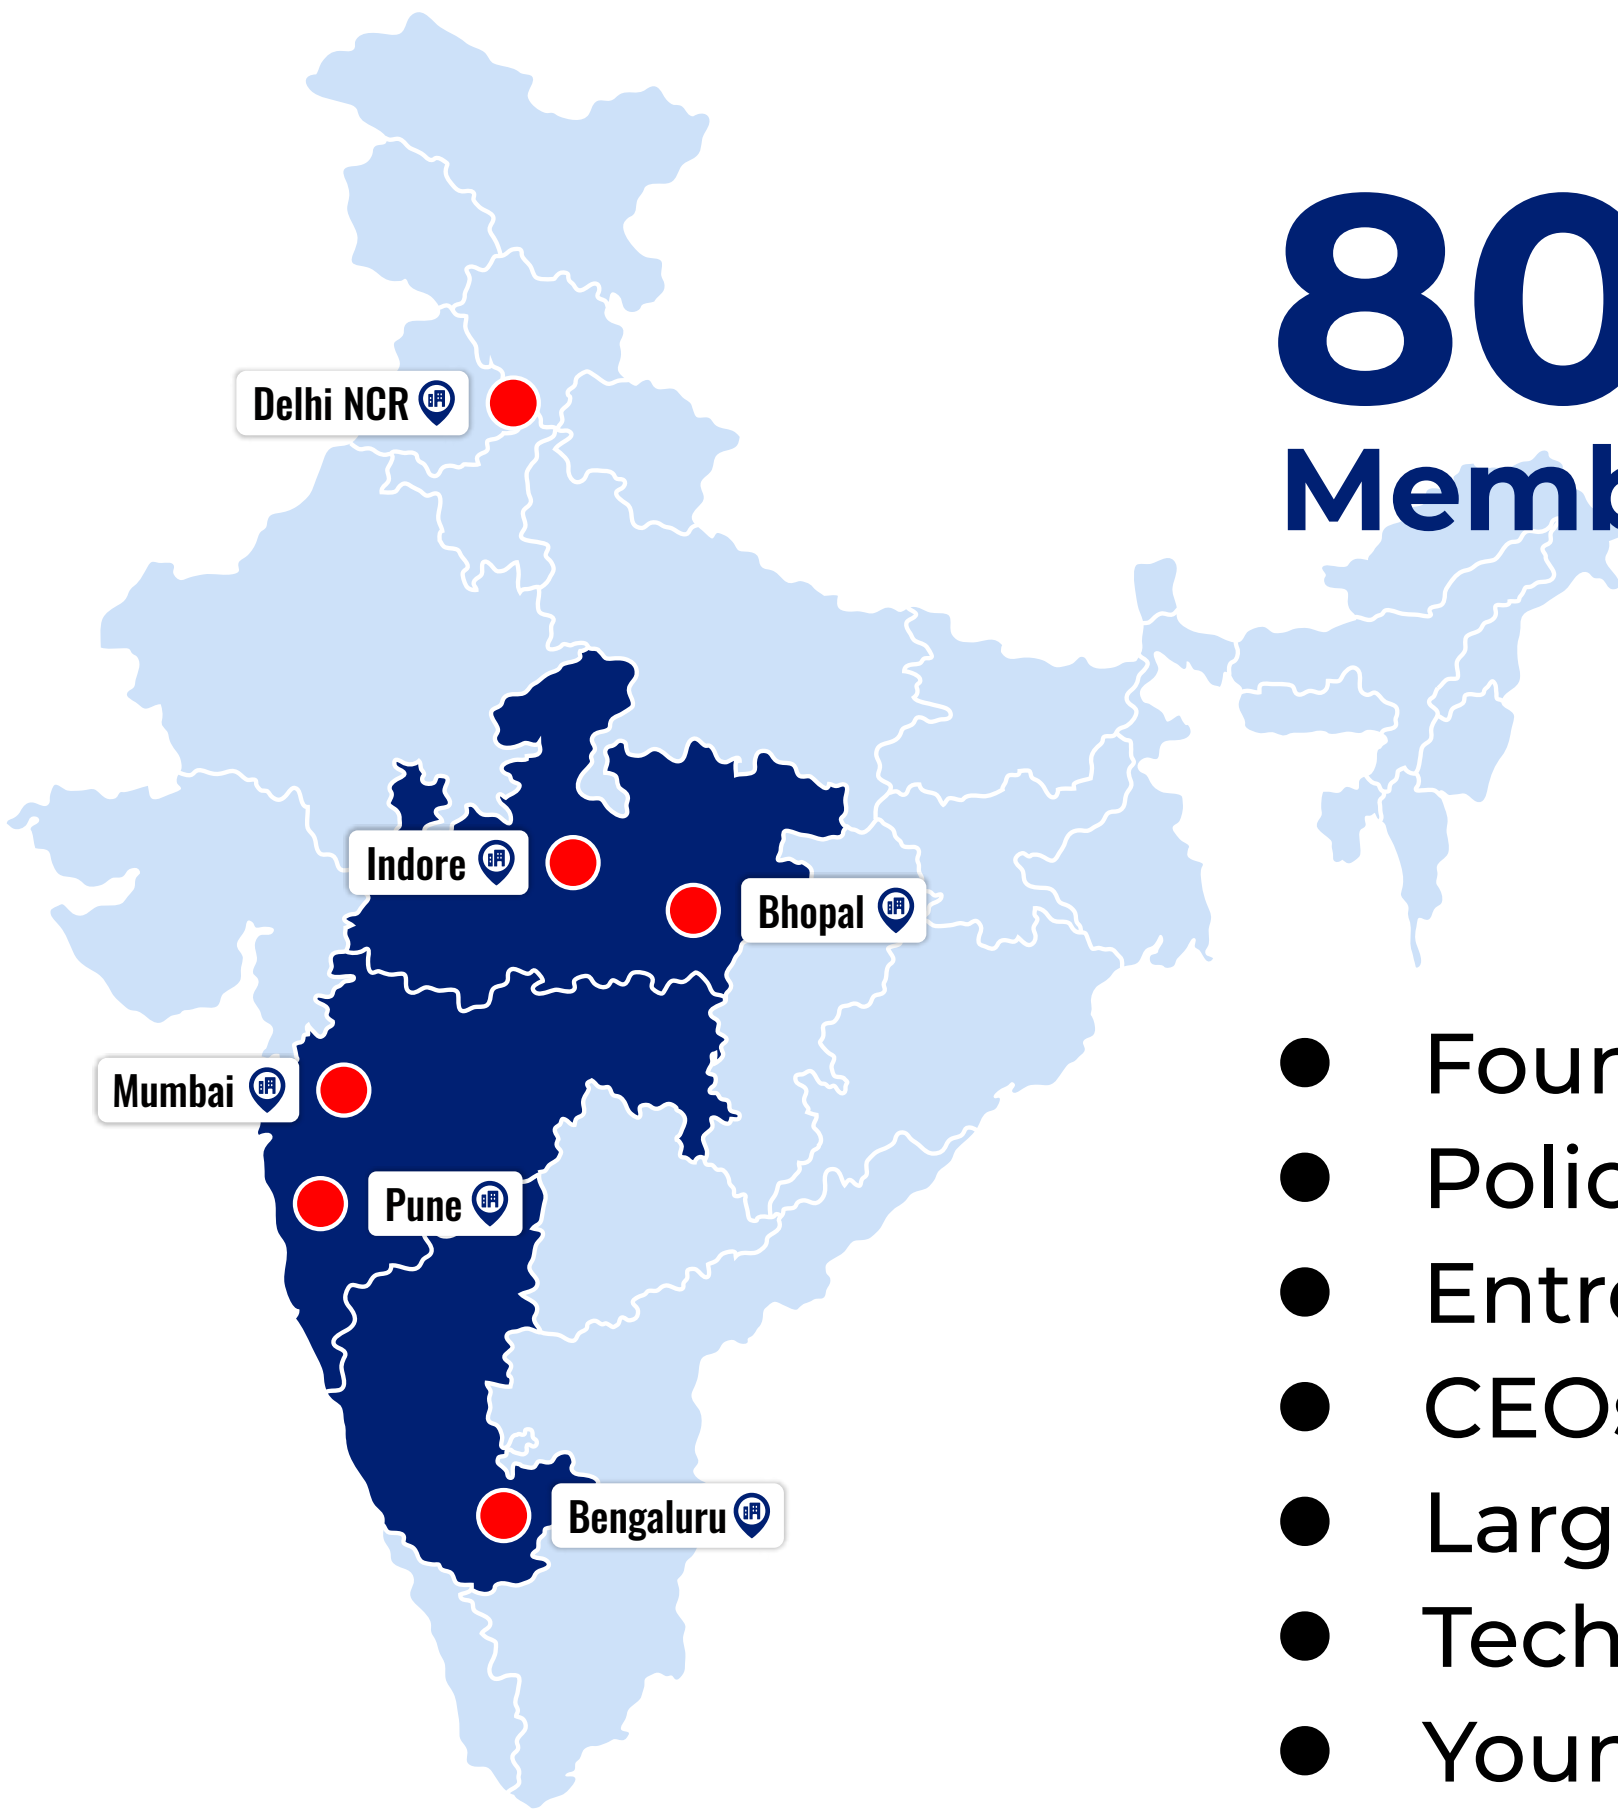 80
Memb
Delhi NCR
Indore
Bhopal
Mumbai
Pune
Bengaluru
● Four
● Polic
● Entre
● CEOs
● Larg
● Tech
● Your